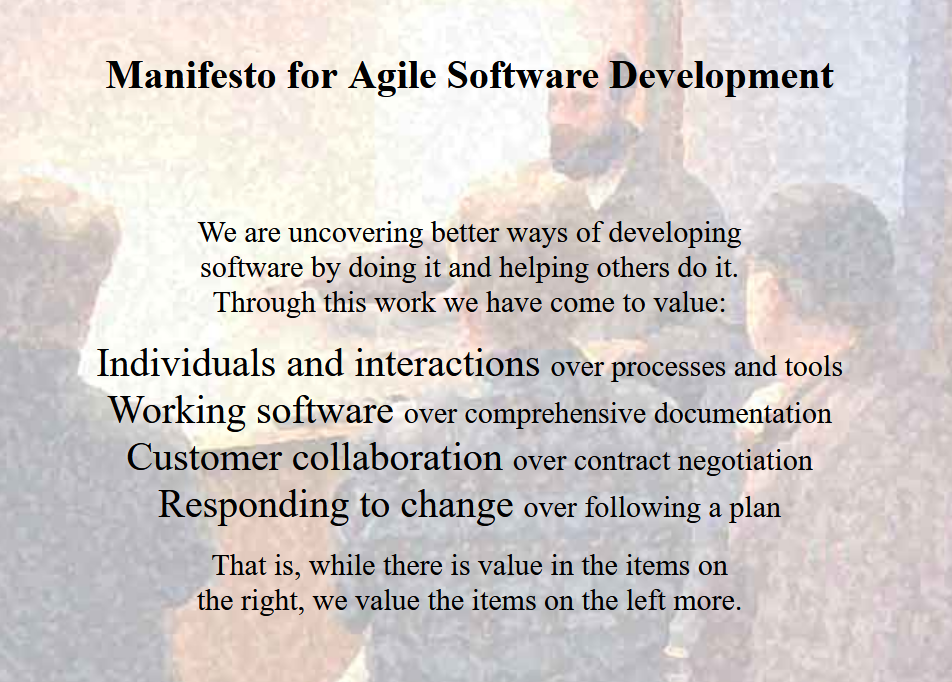 Manifesto for Agile Software Development
We are uncovering better ways of developing
software by doing it and helping others do it.
Through this work we have come to value:
Individuals and interactions over processes and tools
Working software over comprehensive documentation
Customer collaboration over contract negotiation
Responding to change over following a plan
That is, while there is value in the items on
the right, we value the items on the left more.